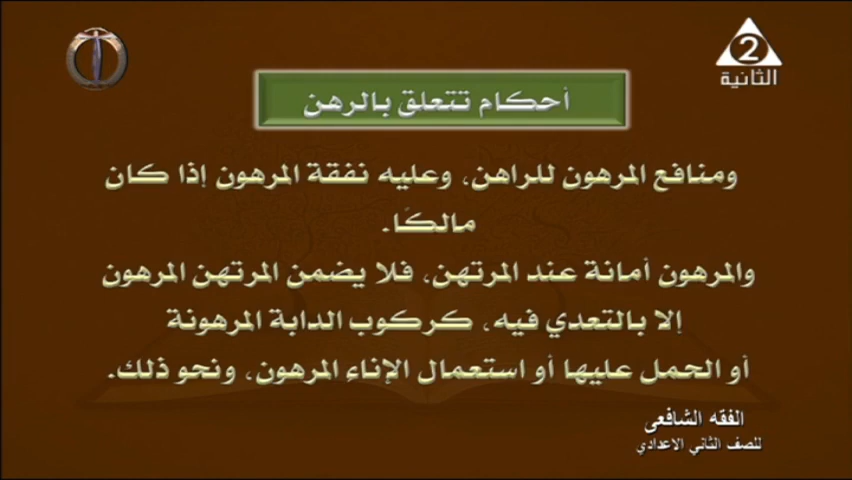 2
الثانية
أحكام تتعلق بالرهن
ومنافع المرهون للراهن، وعليه نفقة المرهون إذا كان
مالكًا.
والمرهون أمانة عند المرتهن، فلا يضمن المرتهن المرهون
إلا بالتعدي فيه، كركوب الدابة المرهونة
أو الحمل عليها أو استعمال الإناء المرهون، ونحو ذلك.
الفقه الشافعى
للصف الثاني الاعدادي